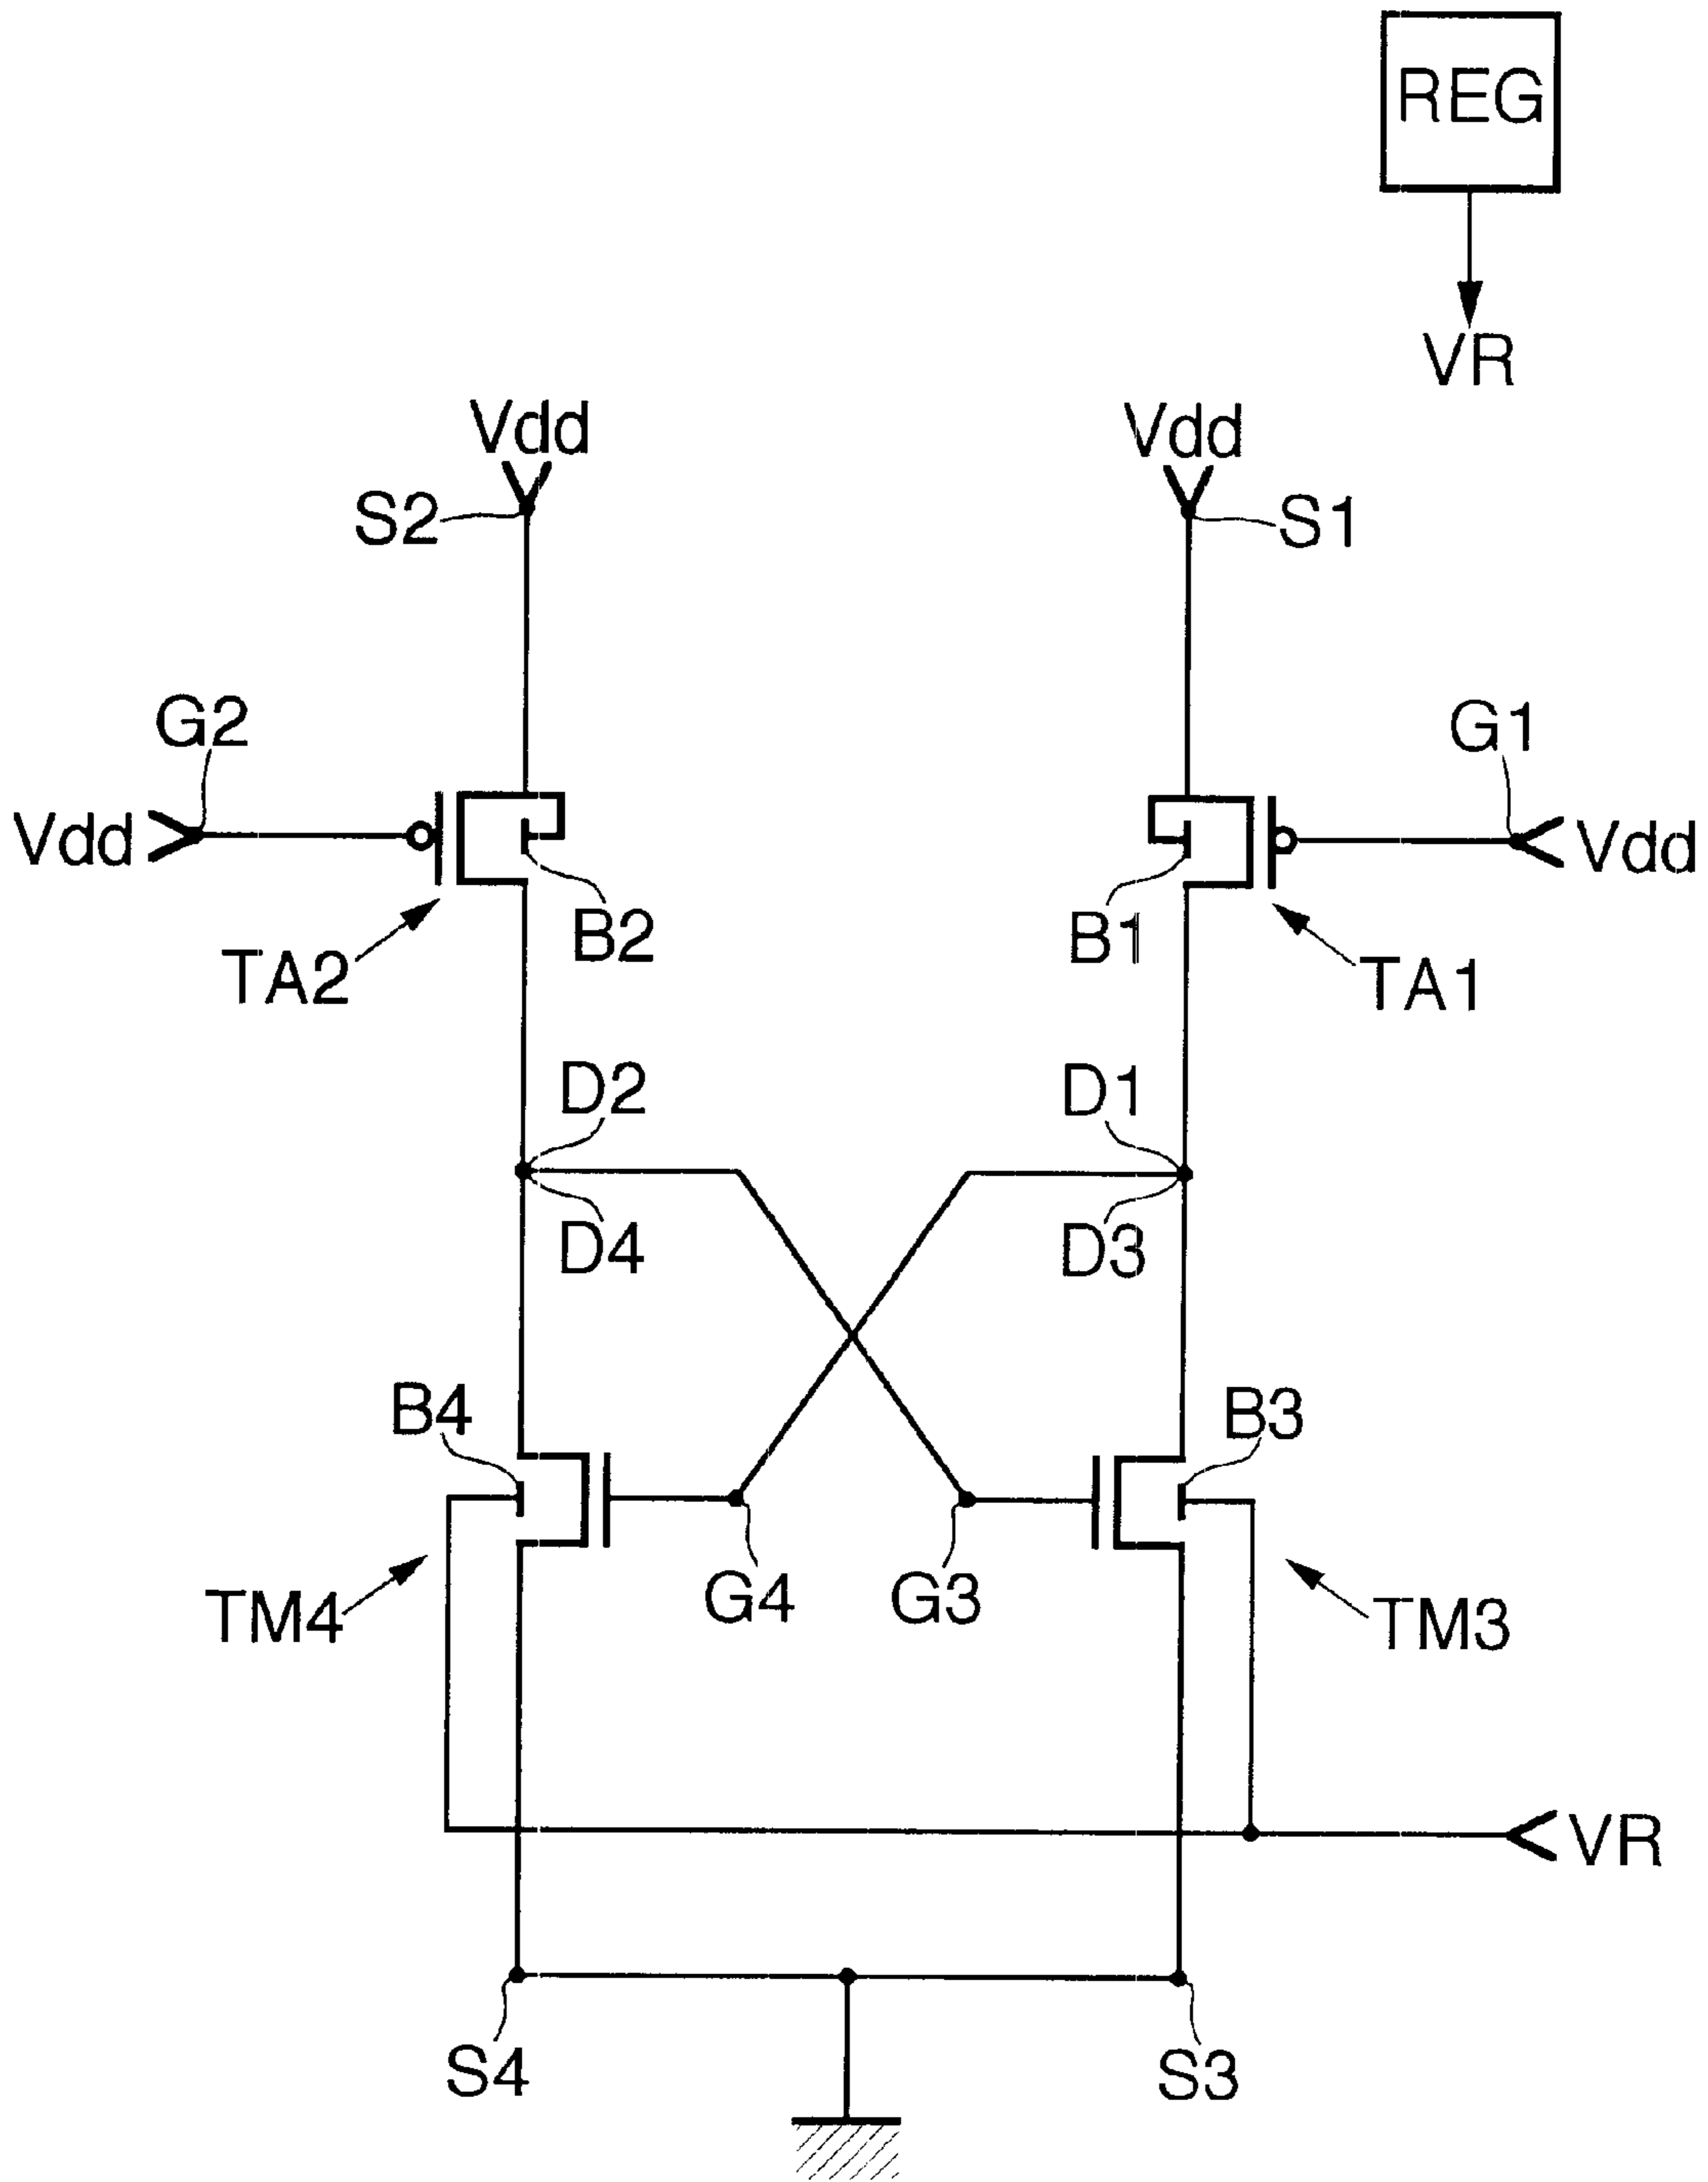 REG
VR
Vdd
Vdd
S2
S1
G2
G1
Vdd
Vdd
B2
B1
TA2
TA1
D2
D1
D4
D3
B4
B3
G4
G3
TM4
TM3
VR
S4
S3